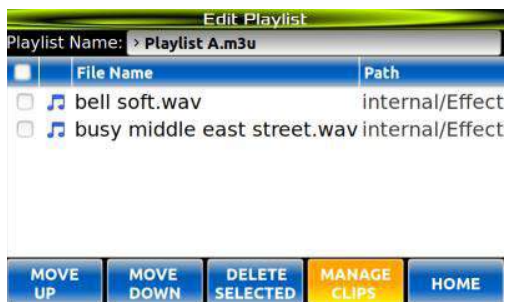 Edit Playlist
Playlist Name: > Playlist A.m3u
File Name Path
bell soft.wav internal/Effect
busy middle east street.wav internal/Effect
MOVE UP MOVE DOWN DELETE SELECTED MANAGE CLIPS HOME